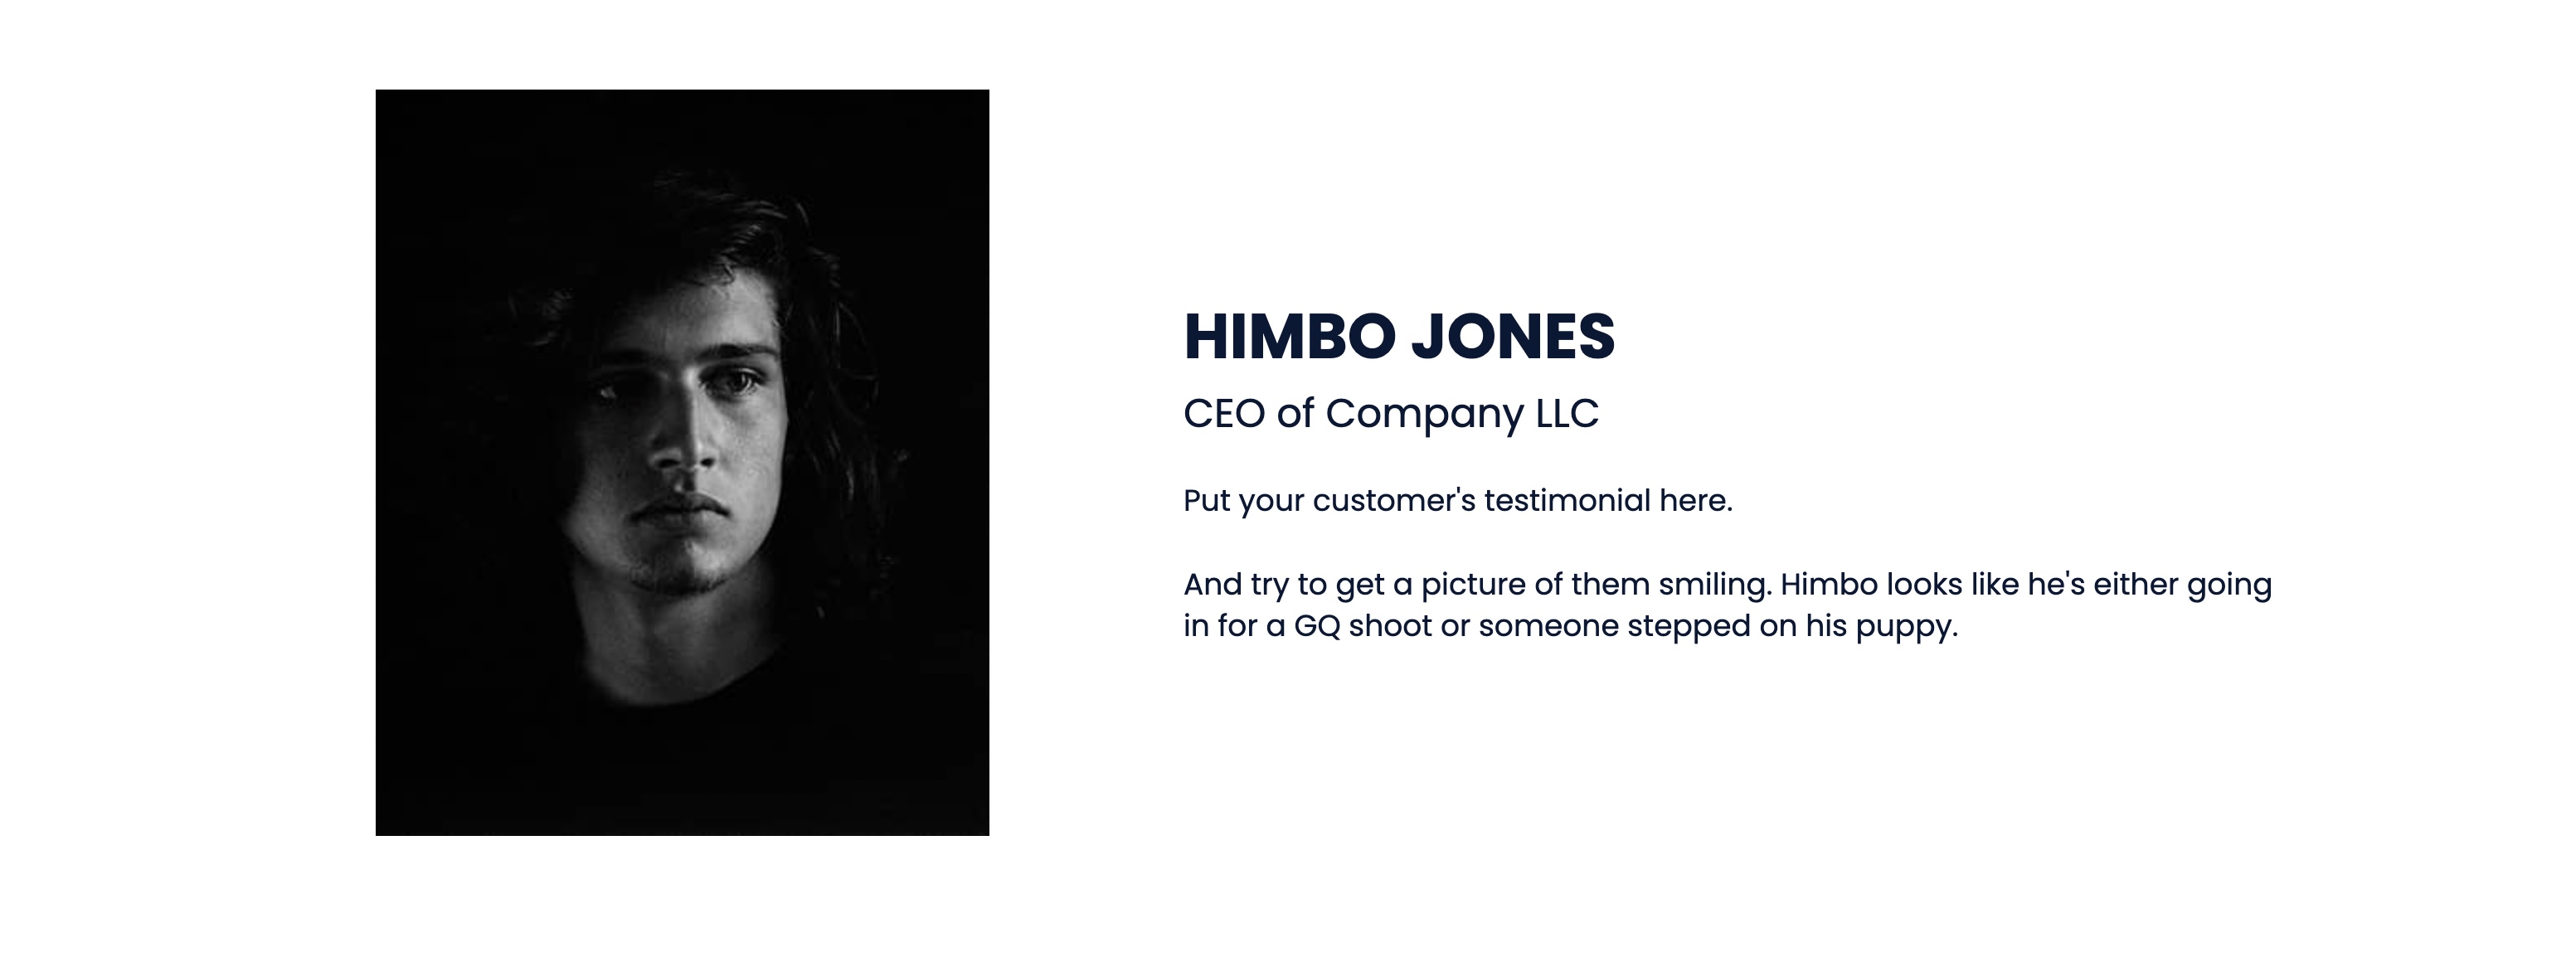 HIMBO JONES
CEO of Company LLC
Put your customer's testimonial here.
And try to get a picture of them smiling. Himbo looks like he's either going
in for a GQ shoot or someone stepped on his puppy.